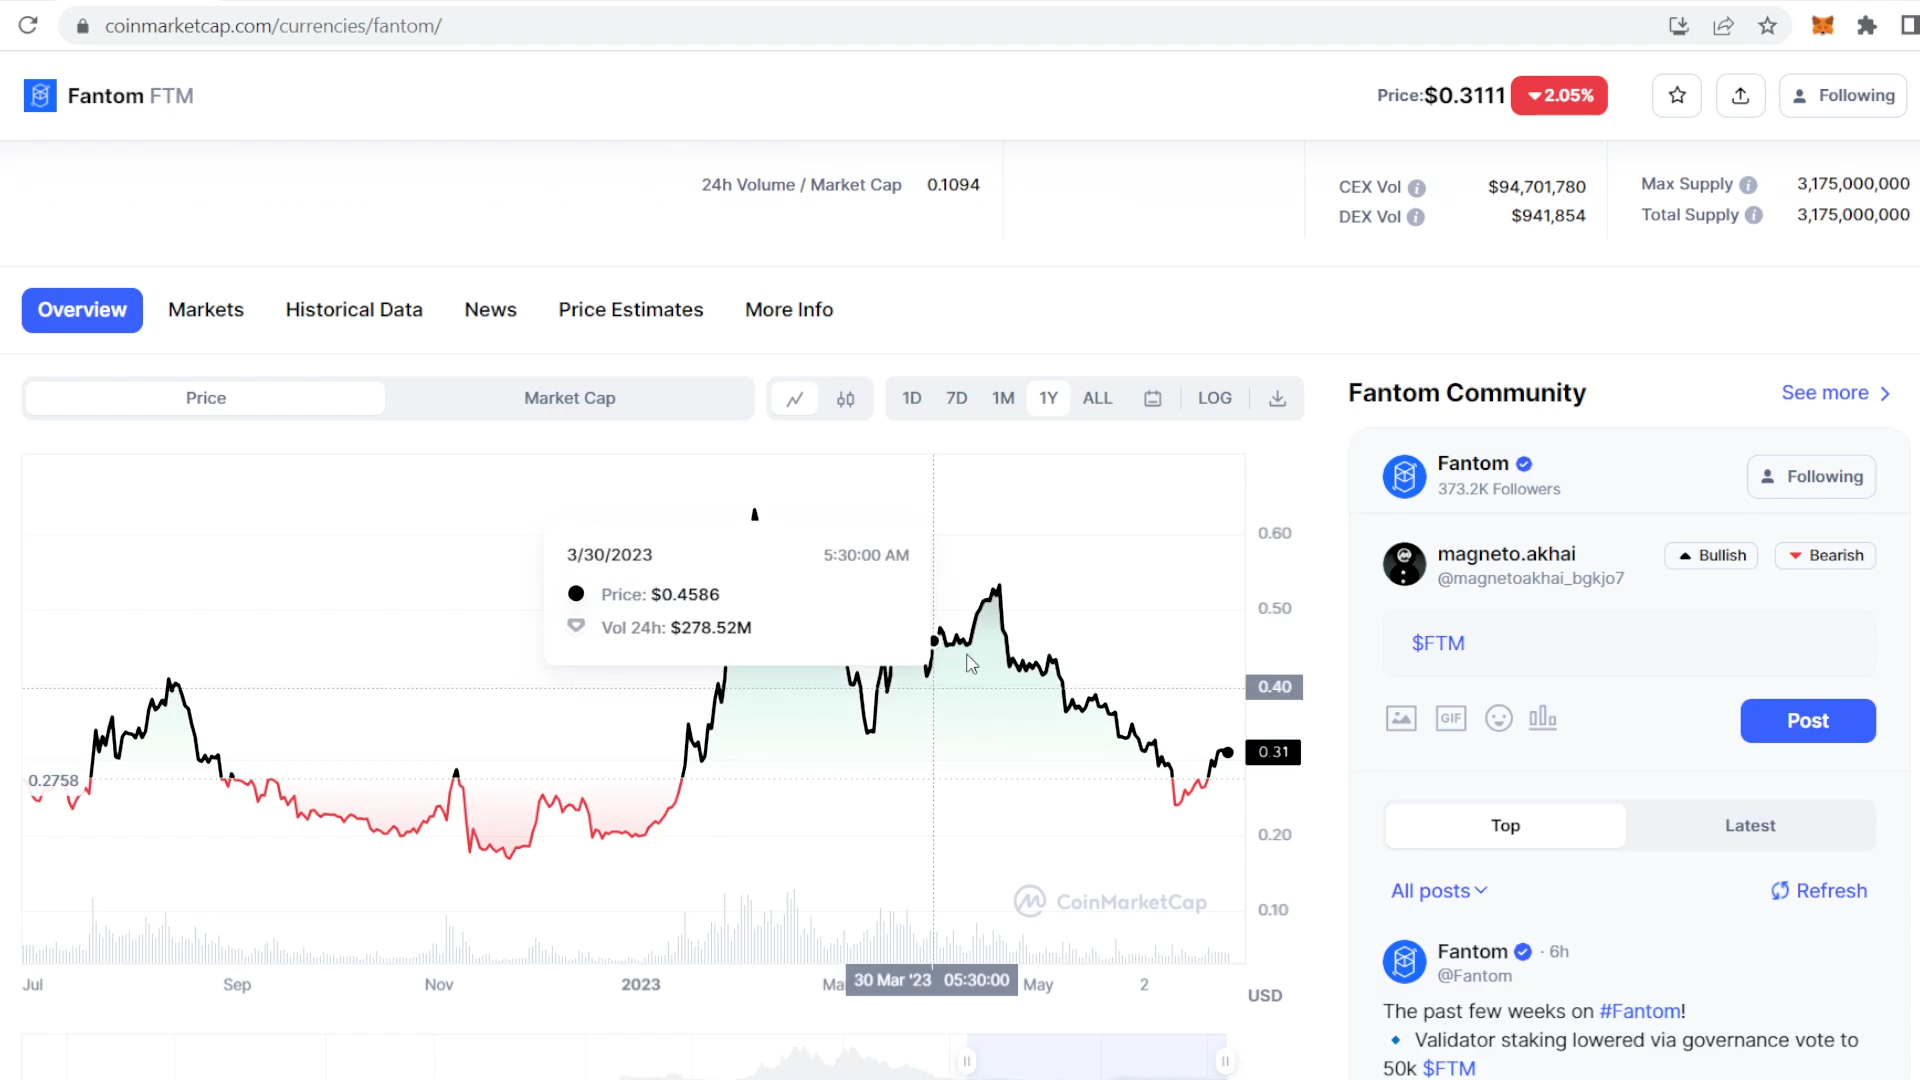 coinmarketcap.com/currencies/fantom/
Fantom FTM
Price:$0.3111 2.05%
Following
24h Volume / Market Cap 0.1094
CEX Vol $94,701,780
DEX Vol $941,854
Max Supply 3,175,000,000
Total Supply 3,175,000,000
Overview Markets Historical Data News Price Estimates More Info
Price Market Cap
1D 7D 1M 1Y ALL LOG
3/30/2023 5:30:00 AM
Price: $0.4586
Vol 24h: $278.52M
0.60
0.50
0.40
0.31
0.2758
0.20
0.10
CoinMarketCap
Jul Sep Nov 2023 Ma 30 Mar '23 05:30:00 May 2
USD
Fantom Community
See more
Fantom
373.2K Followers
Following
magneto.akhai
@magnetoakhai_bgkjo7
Bullish Bearish
$FTM
GIF
Post
Top Latest
All posts Refresh
Fantom · 6h
@Fantom
The past few weeks on #Fantom!
Validator staking lowered via governance vote to
50k $FTM